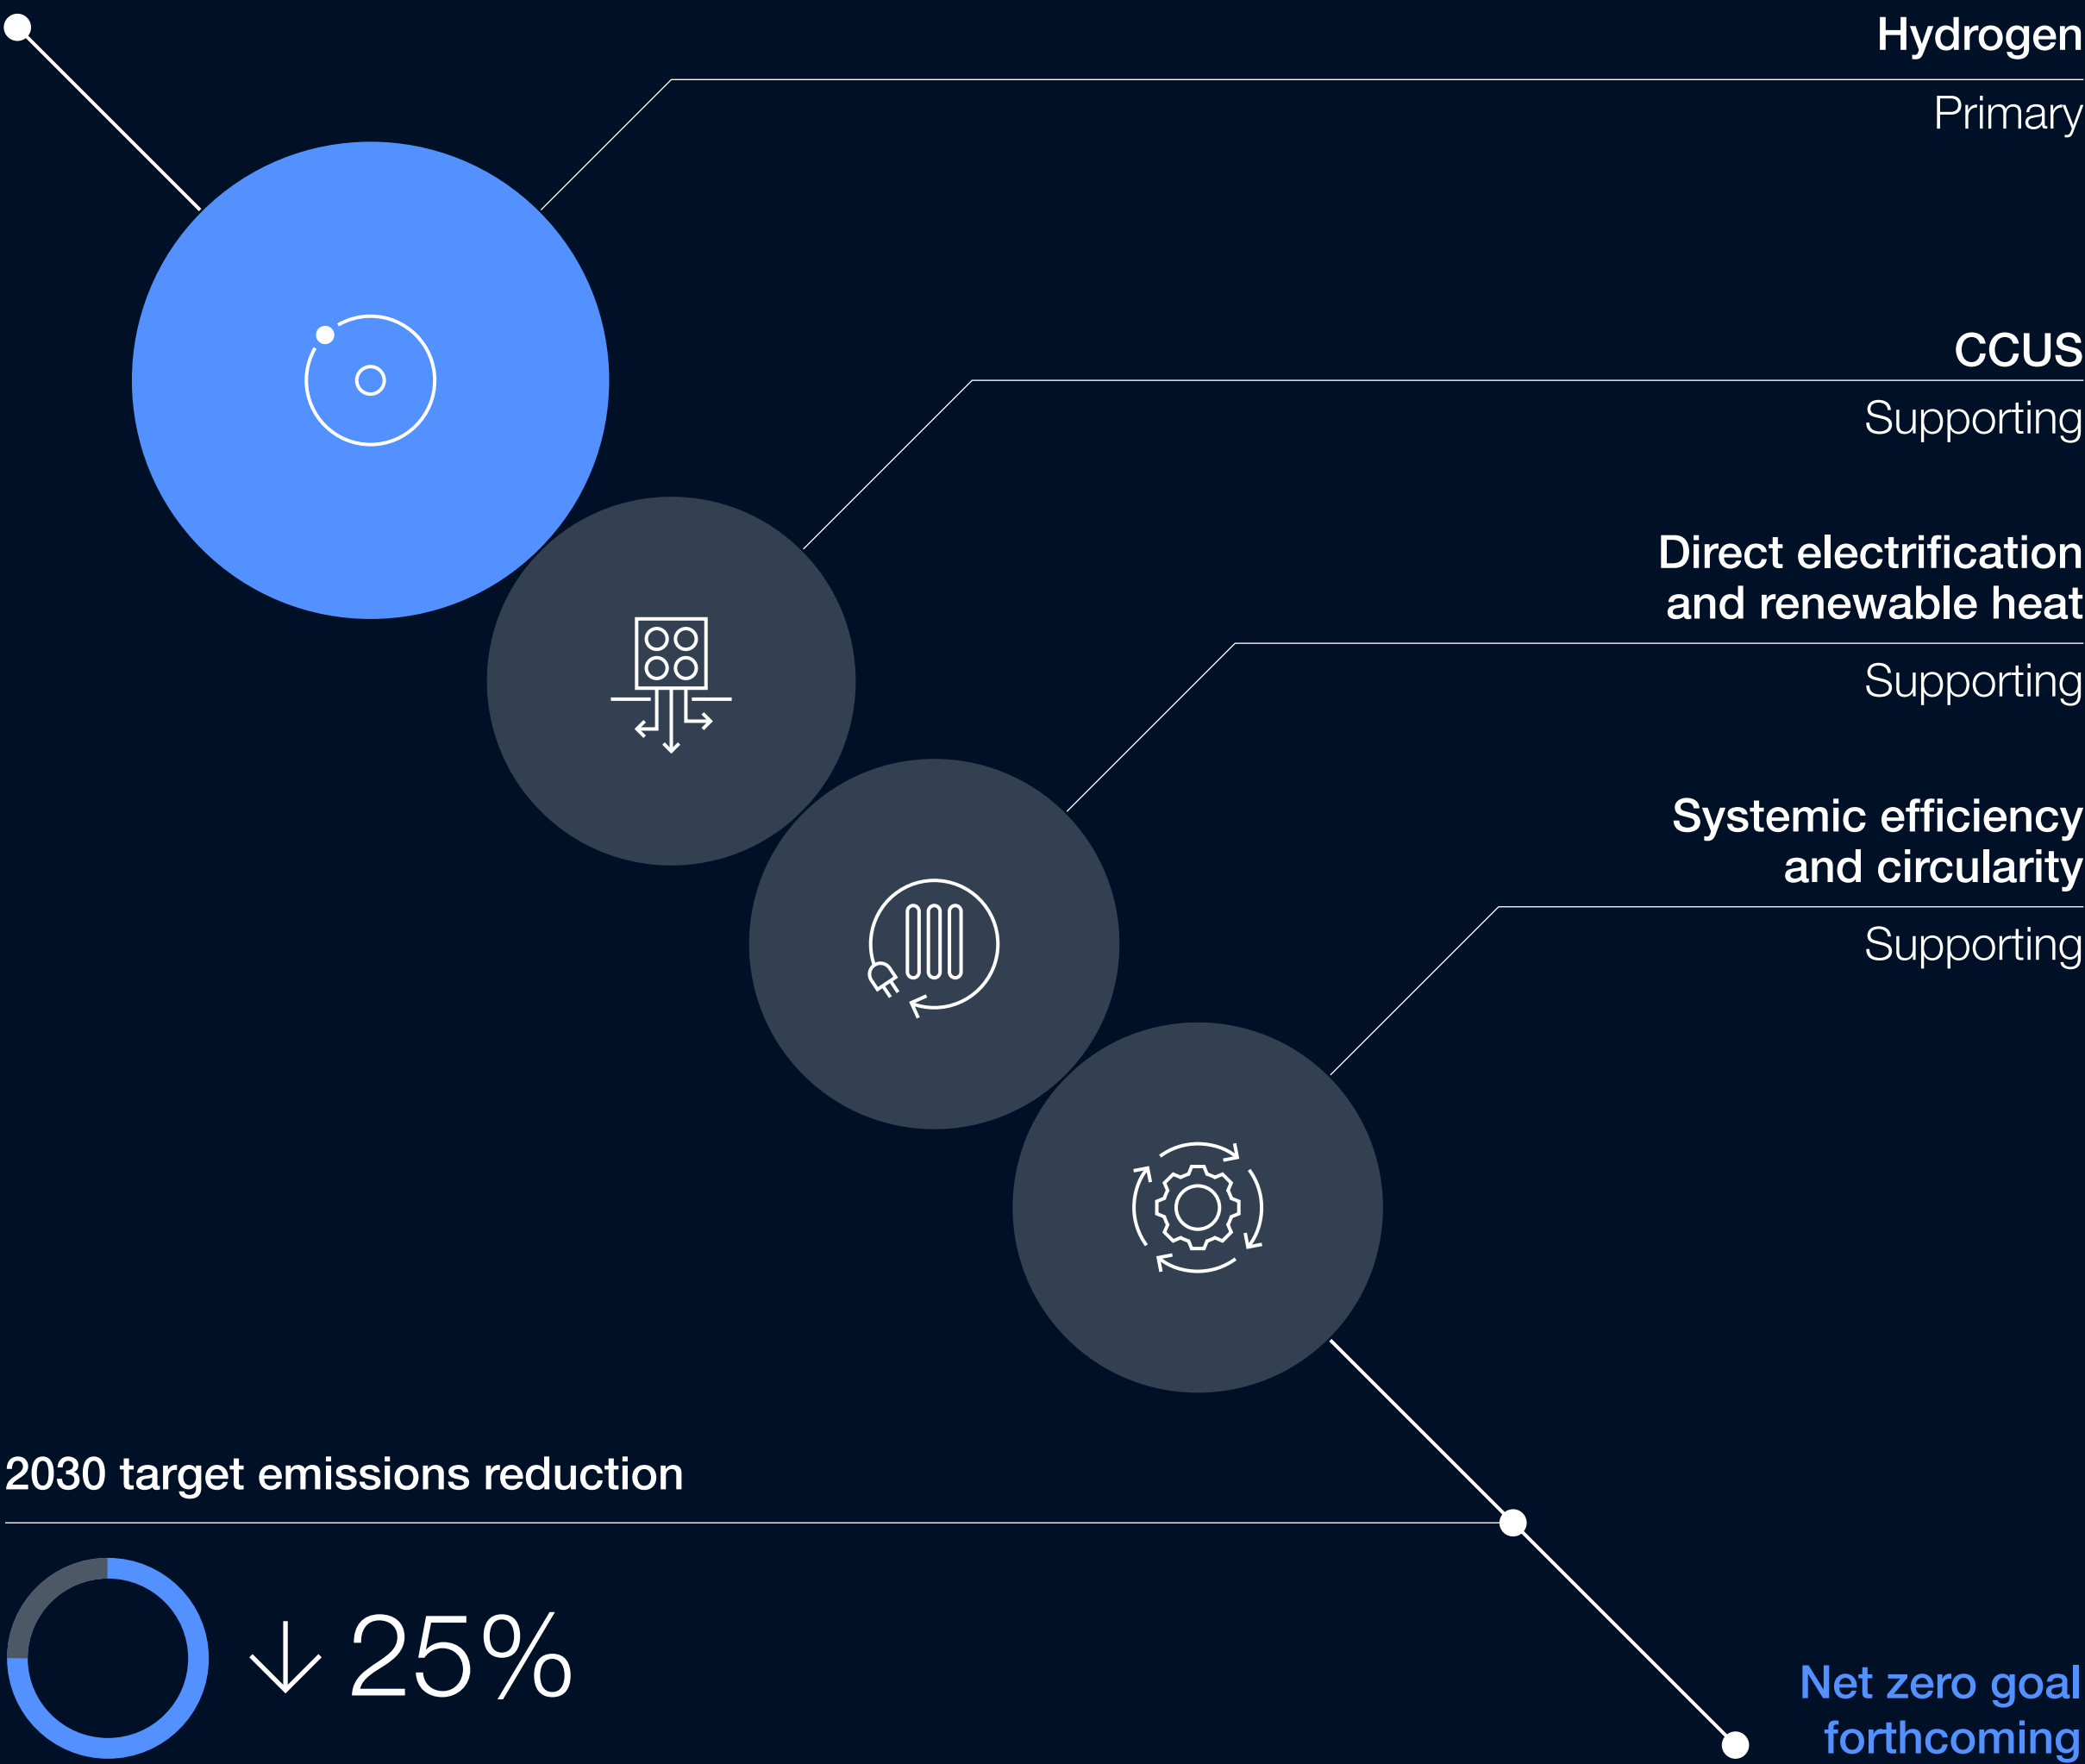 Hydrogen
Primary
CCUS
Supporting
Direct electrification
and renewable heat
Supporting
Systemic efficiency
and circularity
Supporting
2030 target emissions reduction
25%
Net zero goal
forthcoming